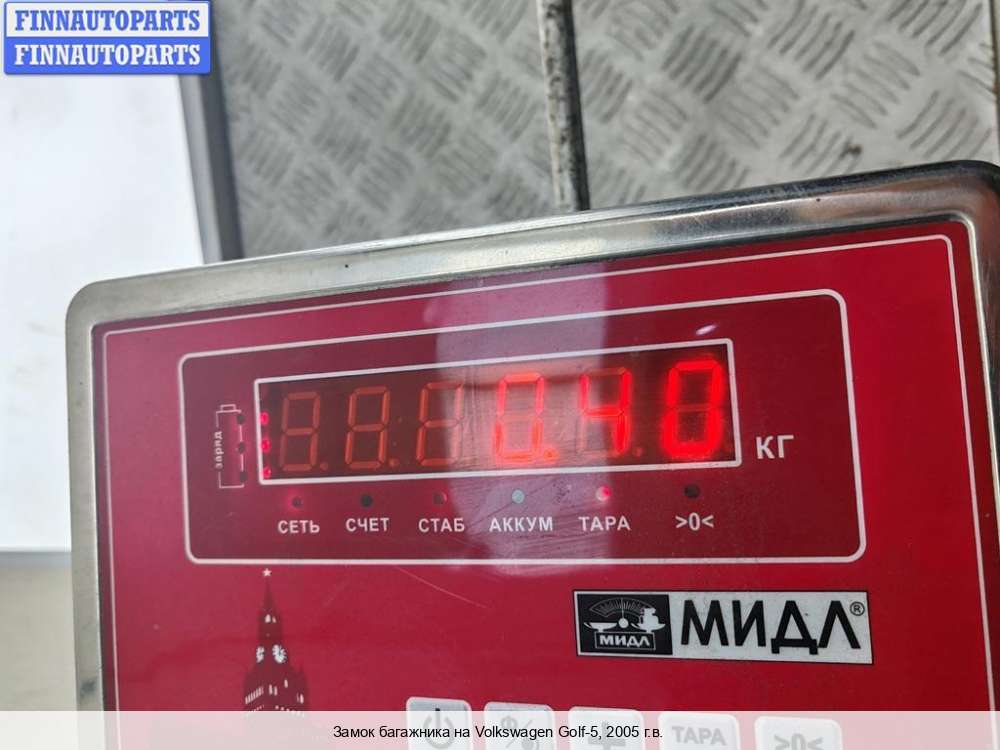 FINNAUTOPARTS
FINNAUTOPARTS
заряд
0.40
КГ
СЕТЬ СЧЕТ СТАБ АККУМ ТАРА >0<
МИДЛ МИДЛ®
ТАРА >0<
Замок багажника на Volkswagen Golf-5, 2005 г.в.